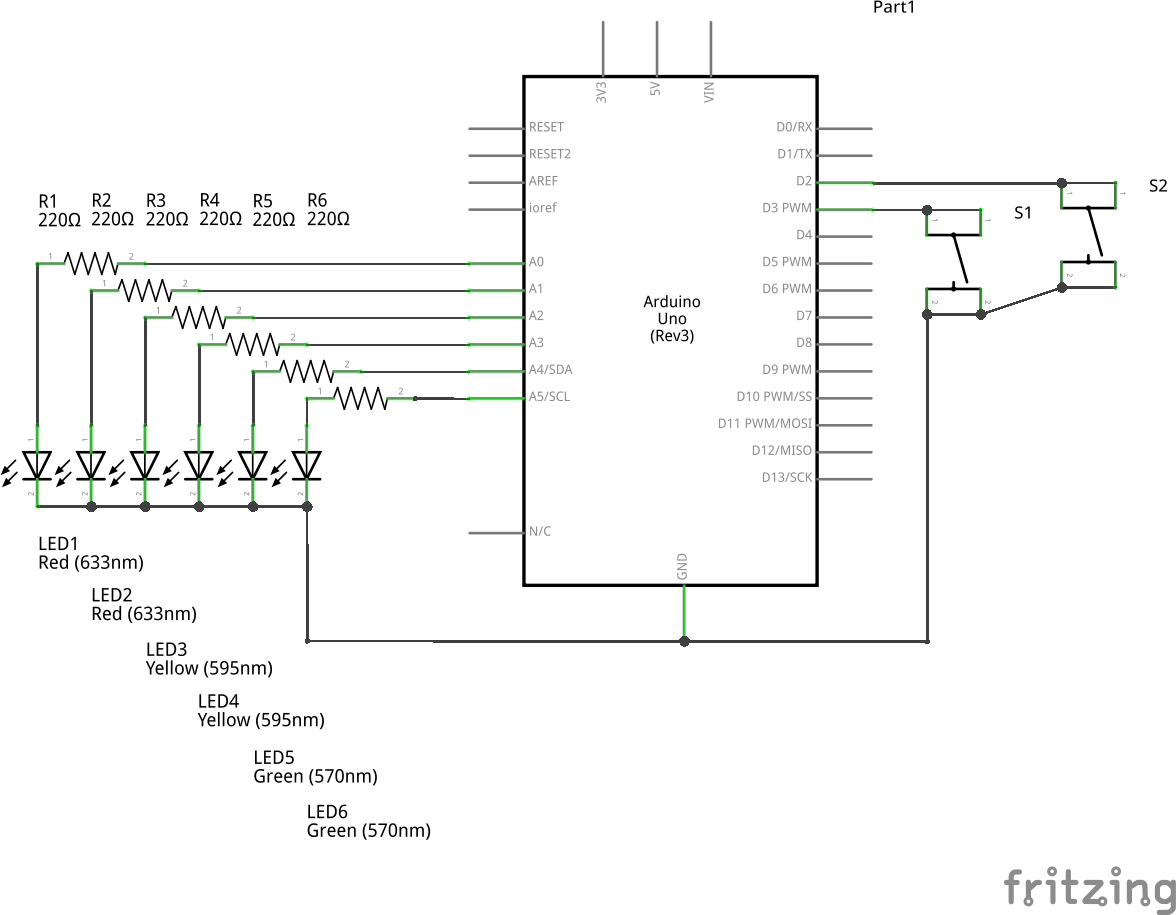 Part1
3V3
5V
VIN
RESET
RESET2
AREF
ioref
A0
A1
A2
A3
A4/SDA
A5/SCL
N/C
D0/RX
D1/TX
D2
D3 PWM
D4
D5 PWM
D6 PWM
D7
D8
D9 PWM
D10 PWM/SS
D11 PWM/MOSI
D12/MISO
D13/SCK
GND
Arduino
Uno
(Rev3)
S1
1
1
2
2
S2
1
1
2
2
R1
220Ω
R2
220Ω
R3
220Ω
R4
220Ω
R5
220Ω
R6
220Ω
1 2
1 2
1 2
1 2
1 2
1 2
1 1 1 1 1 1
2 2 2 2 2 2
LED1
Red (633nm)
LED2
Red (633nm)
LED3
Yellow (595nm)
LED4
Yellow (595nm)
LED5
Green (570nm)
LED6
Green (570nm)
fritzing